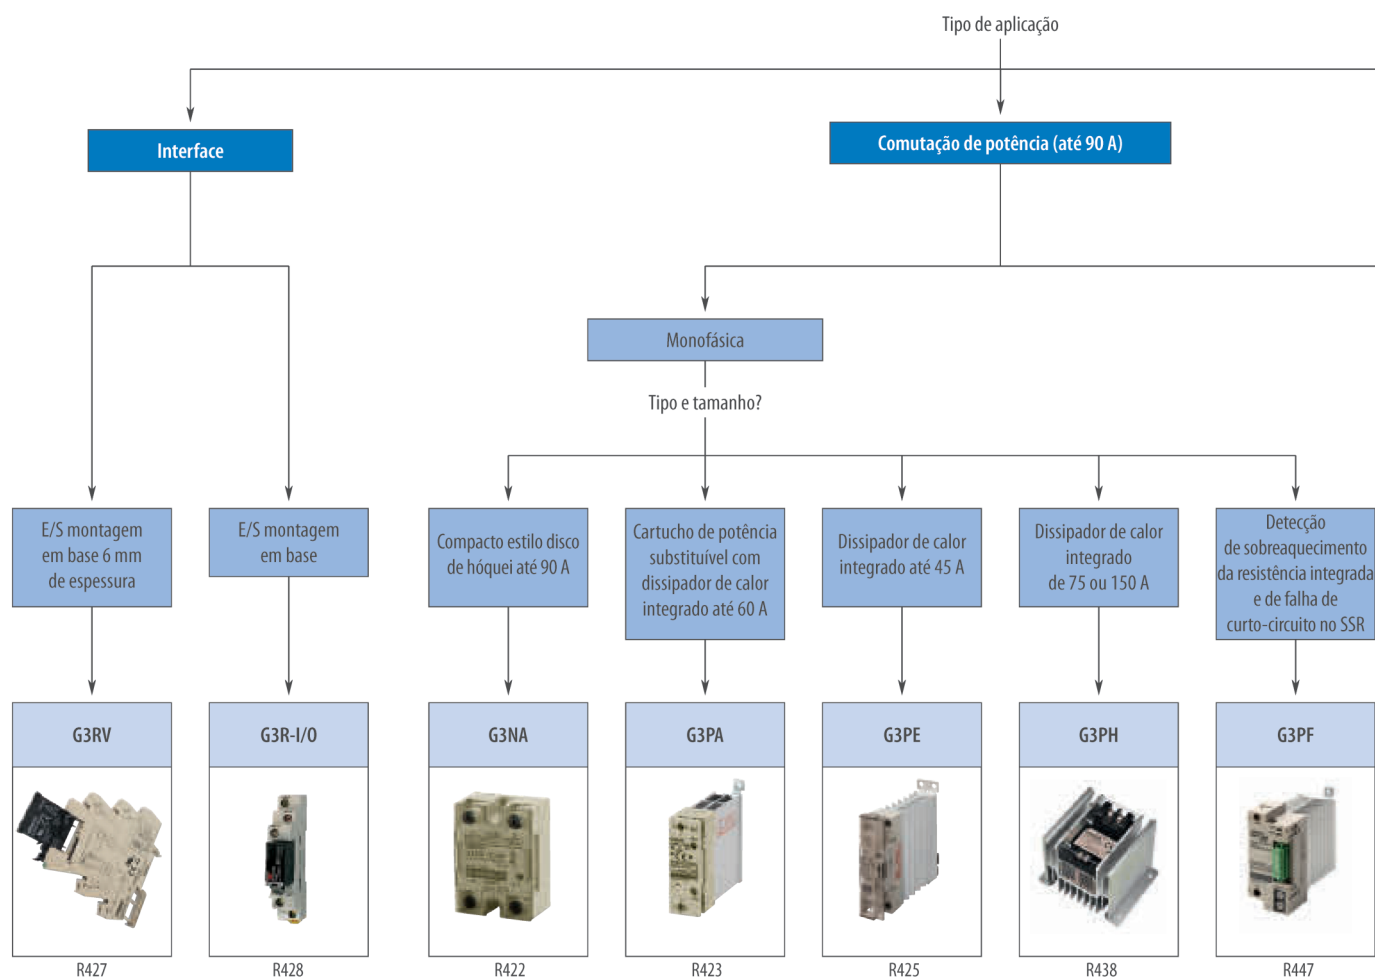 Tipo de aplicação
Interface
Comutação de potência (até 90 A)
Monofásica
Tipo e tamanho?
E/S montagem
em base 6 mm
de espessura
E/S montagem
em base
Compacto estilo disco
de hóquei até 90 A
Cartucho de potência
substituível com
dissipador de calor
integrado até 60 A
Dissipador de calor
integrado até 45 A
Dissipador de calor
integrado
de 75 ou 150 A
Detecção
de sobreaquecimento
da resistência integrada
e de falha de
curto-circuito no SSR
G3RV
G3R-I/O
G3NA
G3PA
G3PE
G3PH
G3PF
R427
R428
R422
R423
R425
R438
R447